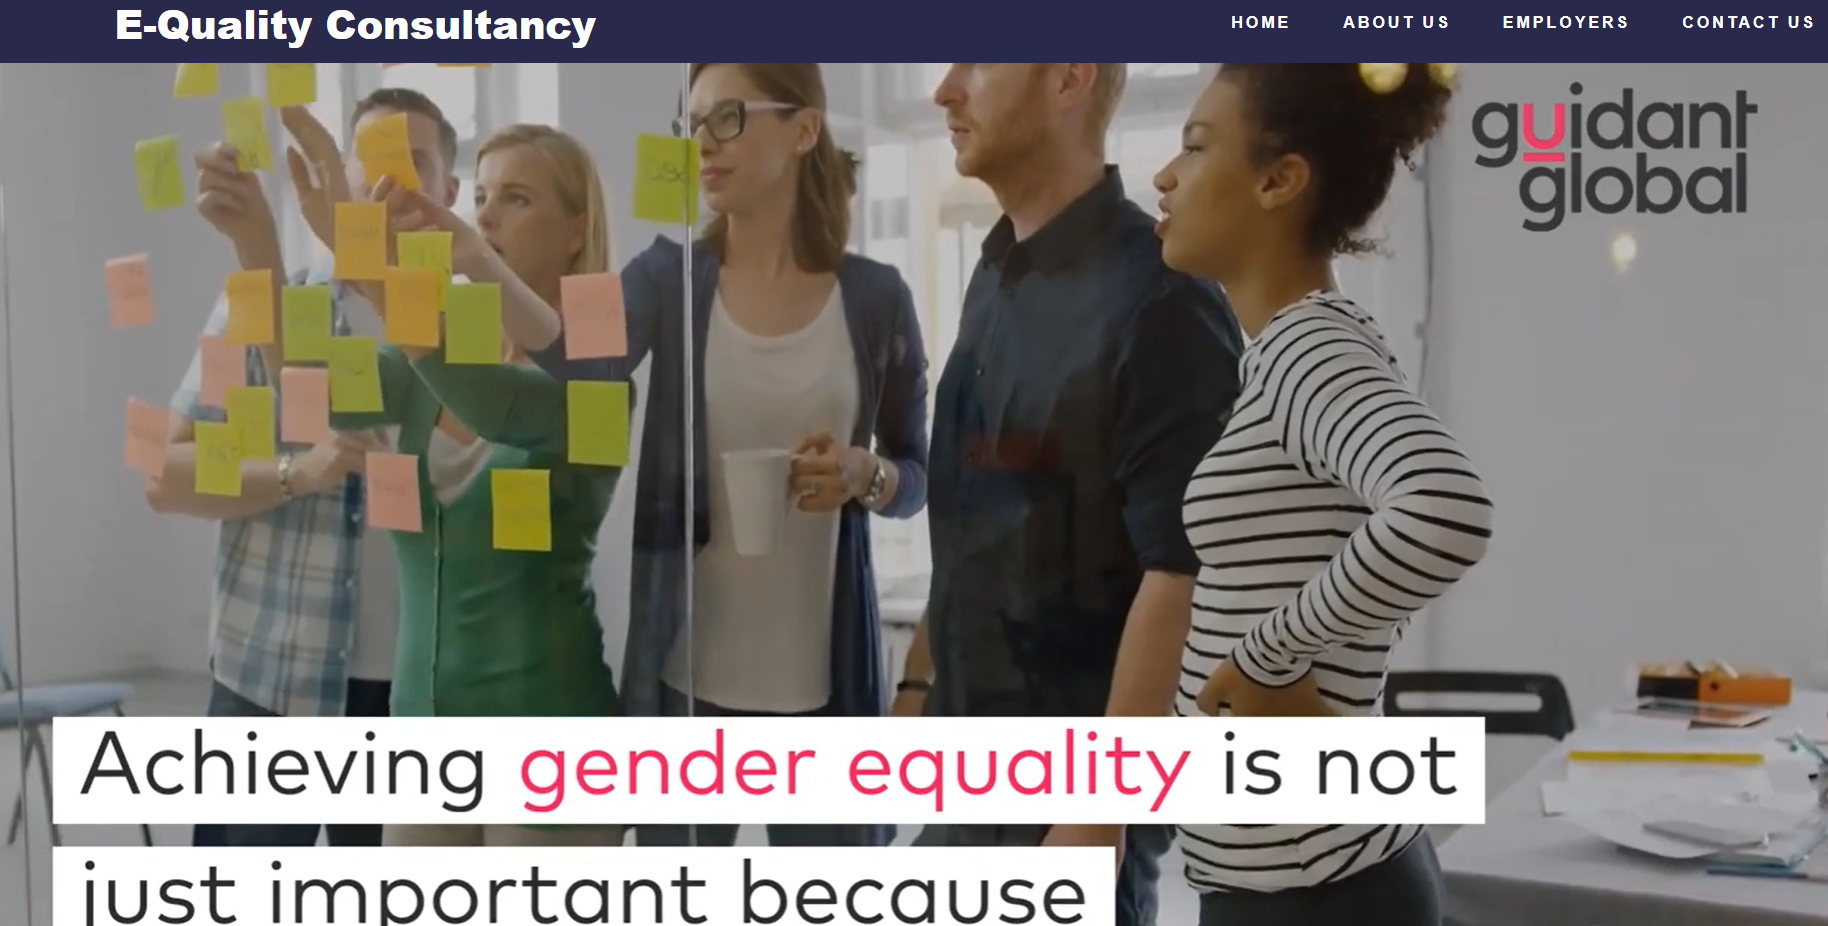 E-Quality Consultancy
HOME
ABOUT US
EMPLOYERS
CONTACT US
guidant
global
Achieving gender equality is not
just important because